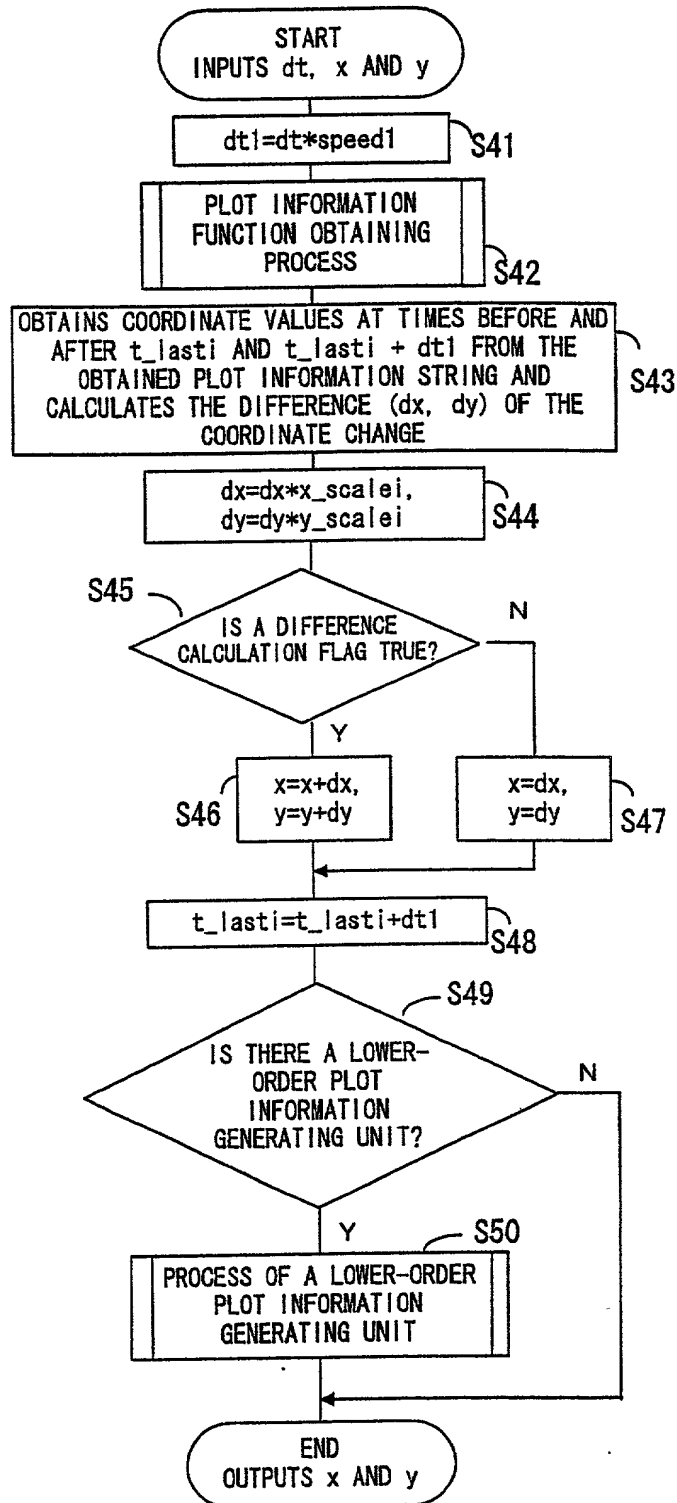 START
INPUTS dt, x AND y
dt1=dt*speed1
S41
PLOT INFORMATION
FUNCTION OBTAINING
PROCESS
S42
OBTAINS COORDINATE VALUES AT TIMES BEFORE AND
AFTER t_lasti AND t_lasti + dt1 FROM THE
OBTAINED PLOT INFORMATION STRING AND
CALCULATES THE DIFFERENCE (dx, dy) OF THE
COORDINATE CHANGE
S43
dx=dx*x_scalei,
dy=dy*y_scalei
S44
S45
IS A DIFFERENCE
CALCULATION FLAG TRUE?
N
Y
x=x+dx,
y=y+dy
S46
x=dx,
y=dy
S47
t_lasti=t_lasti+dt1
S48
S49
IS THERE A LOWER-
ORDER PLOT
INFORMATION
GENERATING UNIT?
N
Y
S50
PROCESS OF A LOWER-ORDER
PLOT INFORMATION
GENERATING UNIT
END
OUTPUTS x AND y